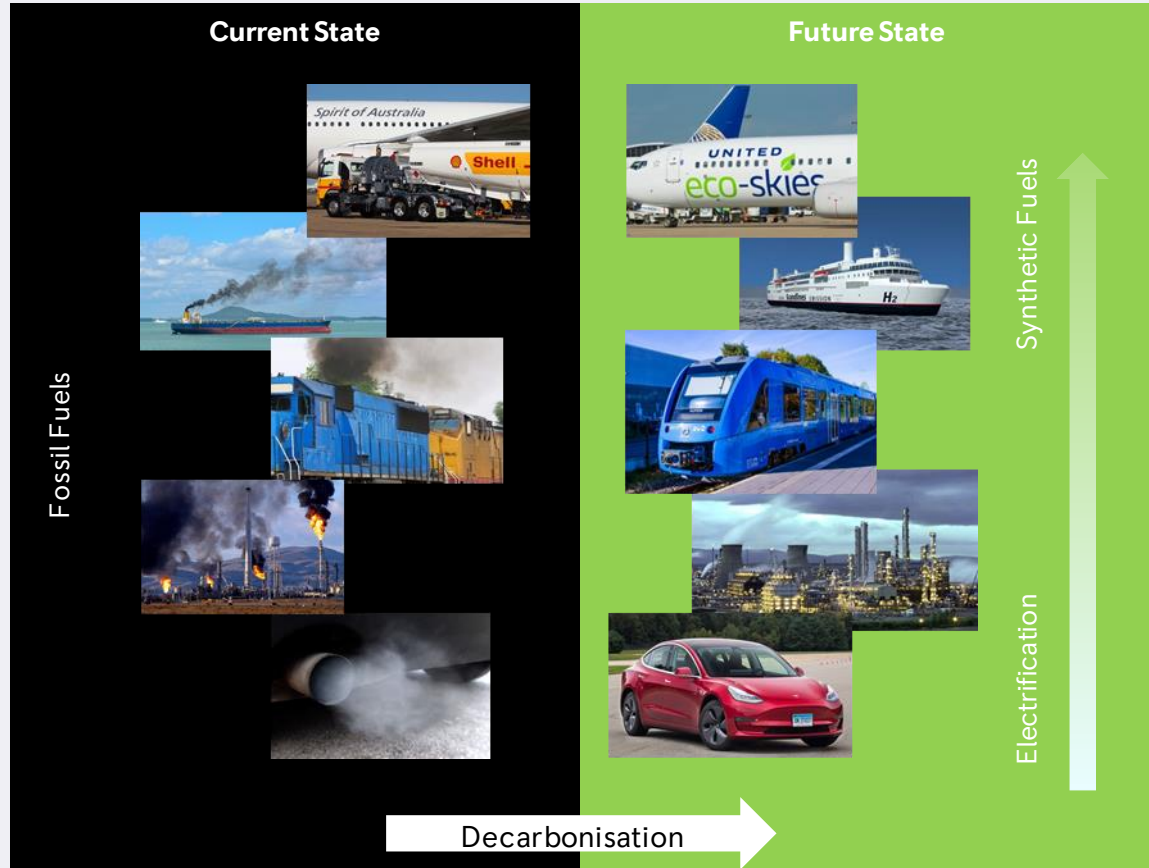 Current State
Future State
Spirit of Australia
Shell
UNITED
eco-skies
H2
Fossil Fuels
Synthetic Fuels
Electrification
Decarbonisation